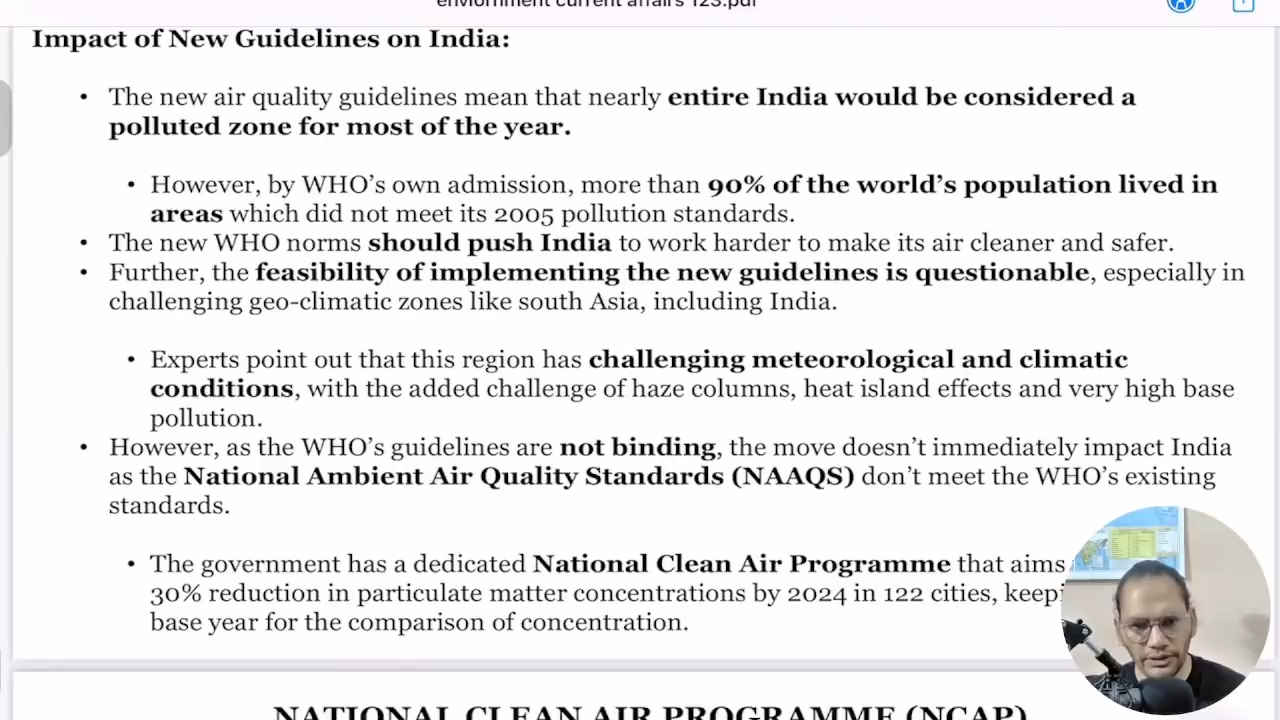 enviornment current affairs 123.pdf
Impact of New Guidelines on India:
• The new air quality guidelines mean that nearly entire India would be considered a
polluted zone for most of the year.
• However, by WHO’s own admission, more than 90% of the world’s population lived in
areas which did not meet its 2005 pollution standards.
• The new WHO norms should push India to work harder to make its air cleaner and safer.
• Further, the feasibility of implementing the new guidelines is questionable, especially in
challenging geo-climatic zones like south Asia, including India.
• Experts point out that this region has challenging meteorological and climatic
conditions, with the added challenge of haze columns, heat island effects and very high base
pollution.
• However, as the WHO’s guidelines are not binding, the move doesn’t immediately impact India
as the National Ambient Air Quality Standards (NAAQS) don’t meet the WHO’s existing
standards.
• The government has a dedicated National Clean Air Programme that aims
30% reduction in particulate matter concentrations by 2024 in 122 cities,
base year for the comparison of concentration.
NATIONAL CLEAN AIR PROGRAMME (NCAP)